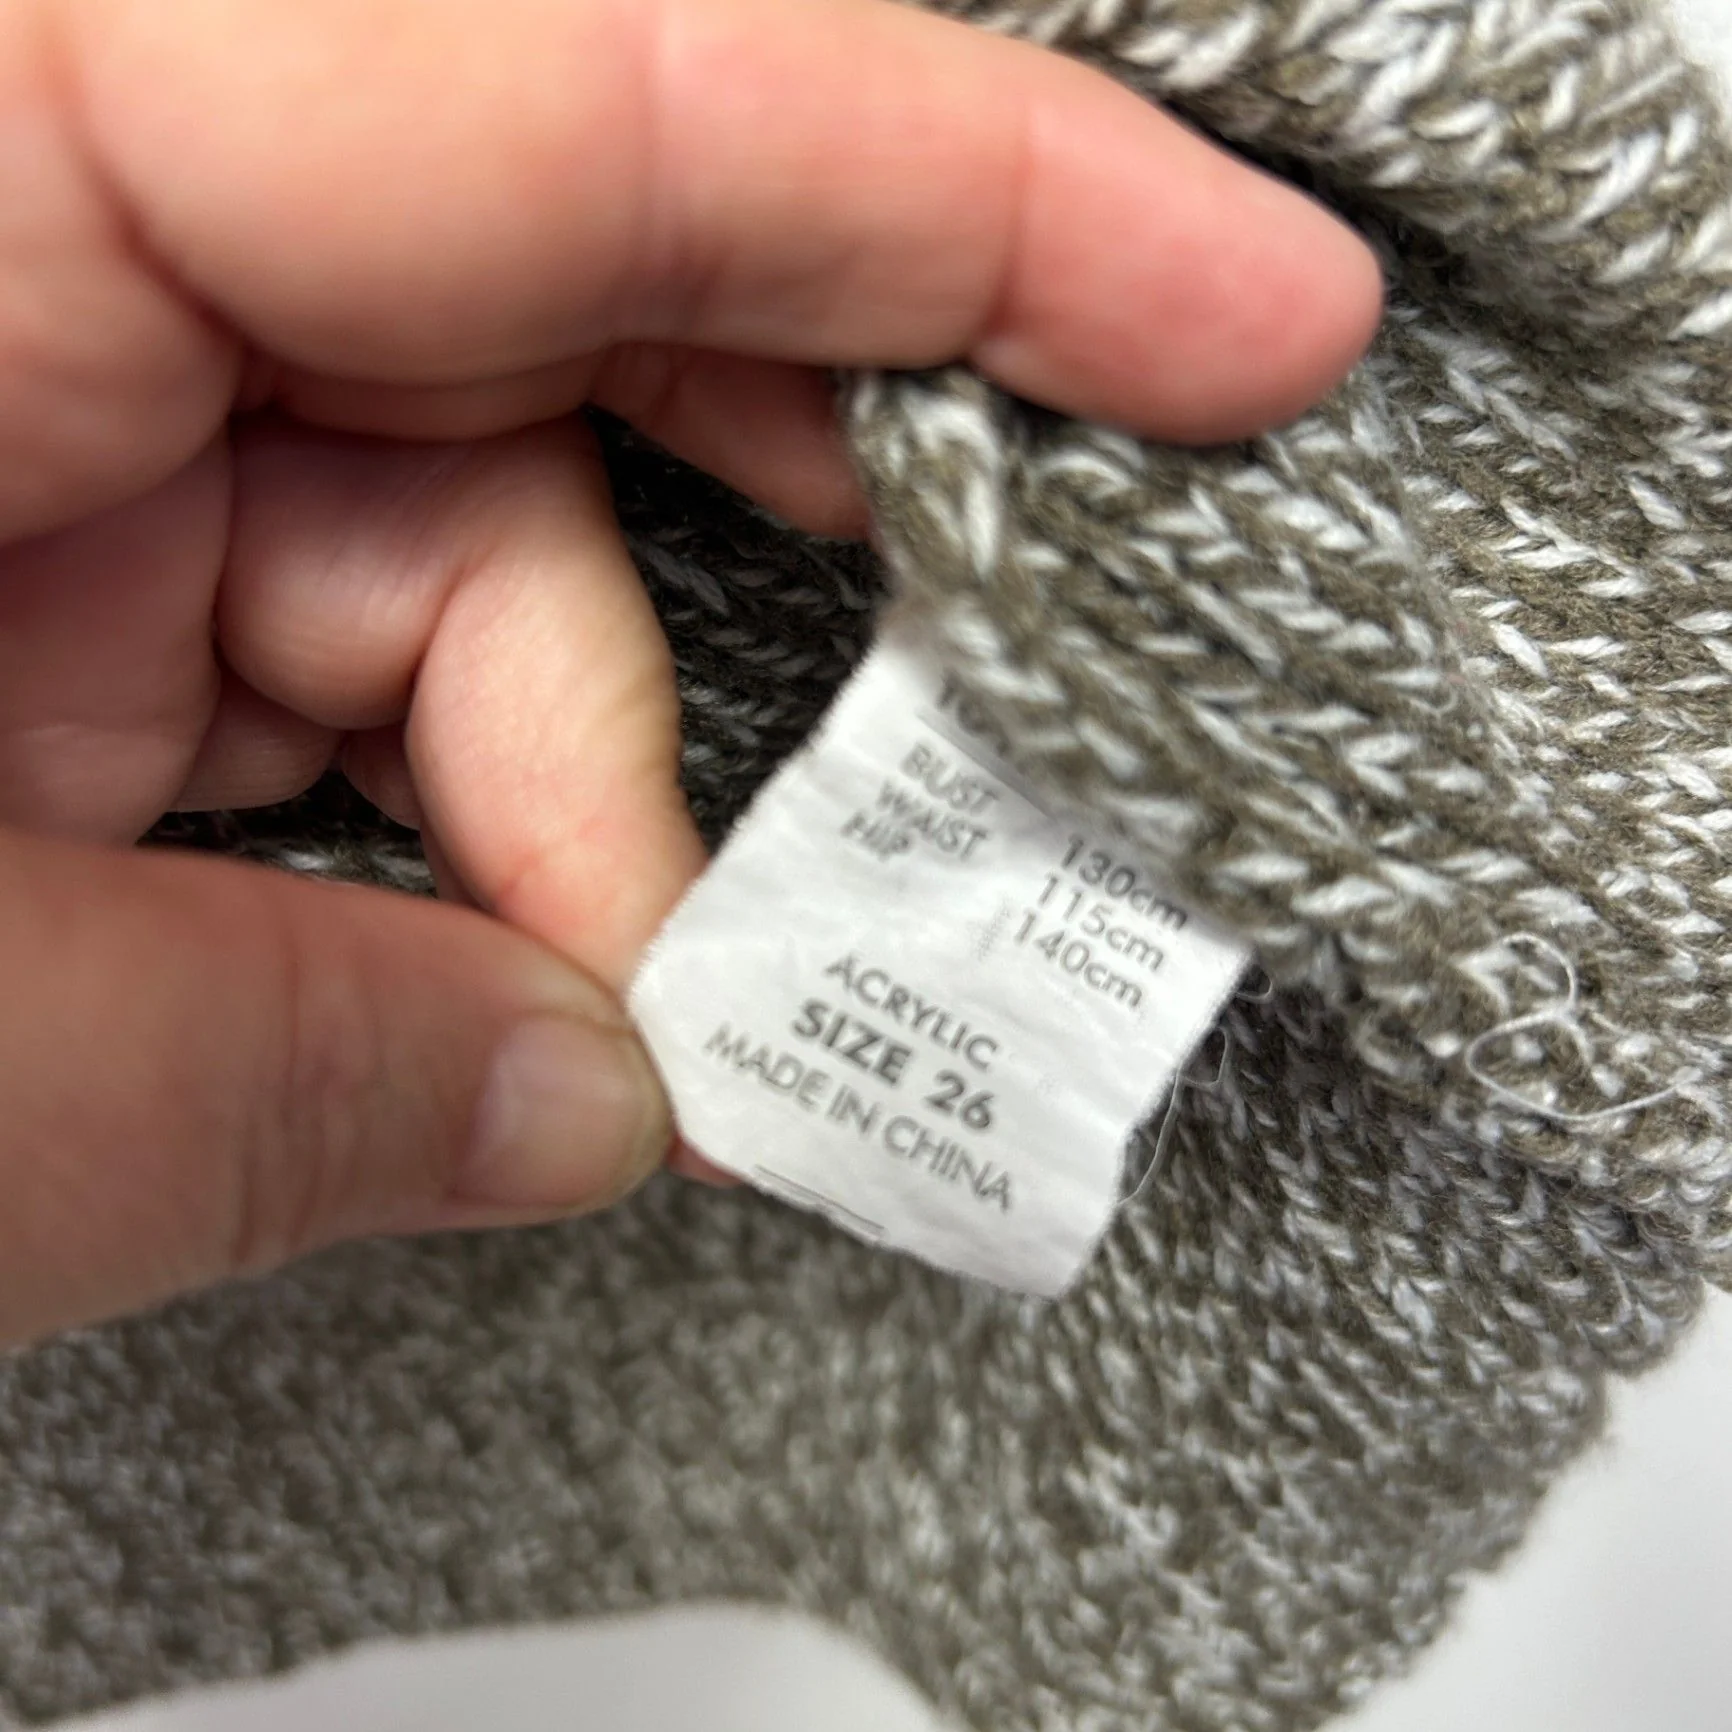 BUST 130cm
WAIST 115cm
HIP 140cm
ACRYLIC
SIZE 26
MADE IN CHINA